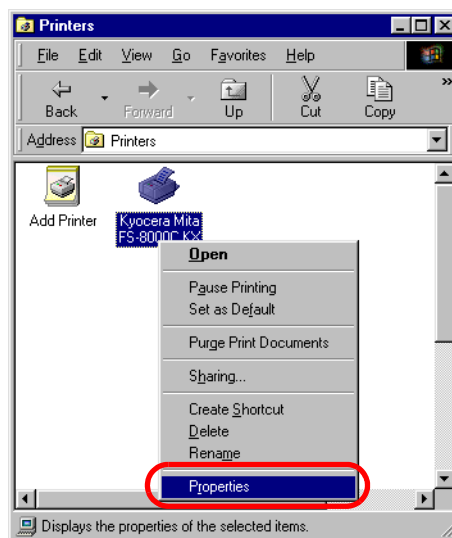 Printers
File Edit View Go Favorites Help
Back Forward Up Cut Copy »
Address Printers
Add Printer
Kyocera Mita
FS-8000C KX
Open
Pause Printing
Set as Default
Purge Print Documents
Sharing...
Create Shortcut
Delete
Rename
Properties
Displays the properties of the selected items.